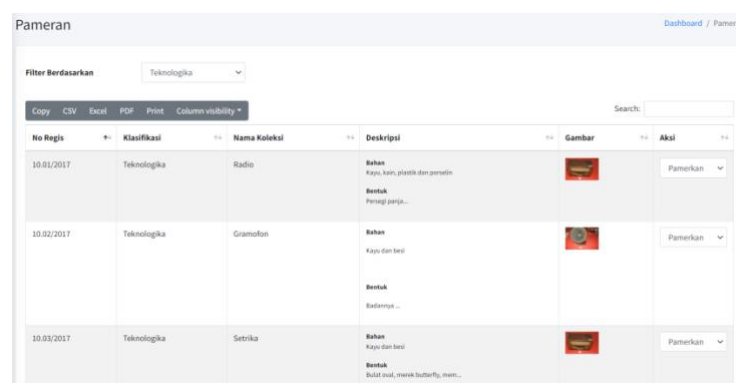 Pameran
Dashboard / Pamer
Filter Berdasarkan Teknologika
Copy CSV Excel PDF Print Column visibility
Search:
No Regis Klasifikasi Nama Koleksi Deskripsi Gambar Aksi
10.01/2017 Teknologika Radio Bahan Pamerkan
Kayu, kain, plastik dan porselin
Bentuk
Persegi panja...
10.02/2017 Teknologika Gramofon Bahan Pamerkan
Kayu dan besi
Bentuk
Badannya ...
10.03/2017 Teknologika Setrika Bahan Pamerkan
Kayu dan besi
Bentuk
Bulat oval, merek butterfly, mem...